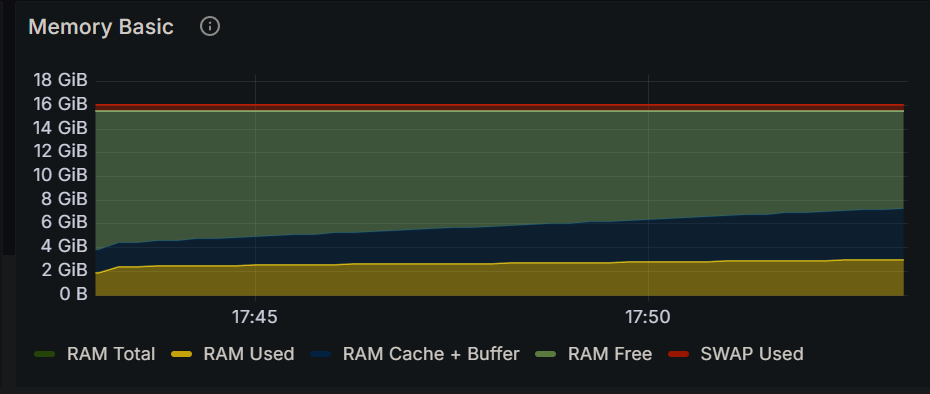 Memory Basic
18 GiB
16 GiB
14 GiB
12 GiB
10 GiB
8 GiB
6 GiB
4 GiB
2 GiB
0 B
17:45 17:50
RAM Total RAM Used RAM Cache + Buffer RAM Free SWAP Used